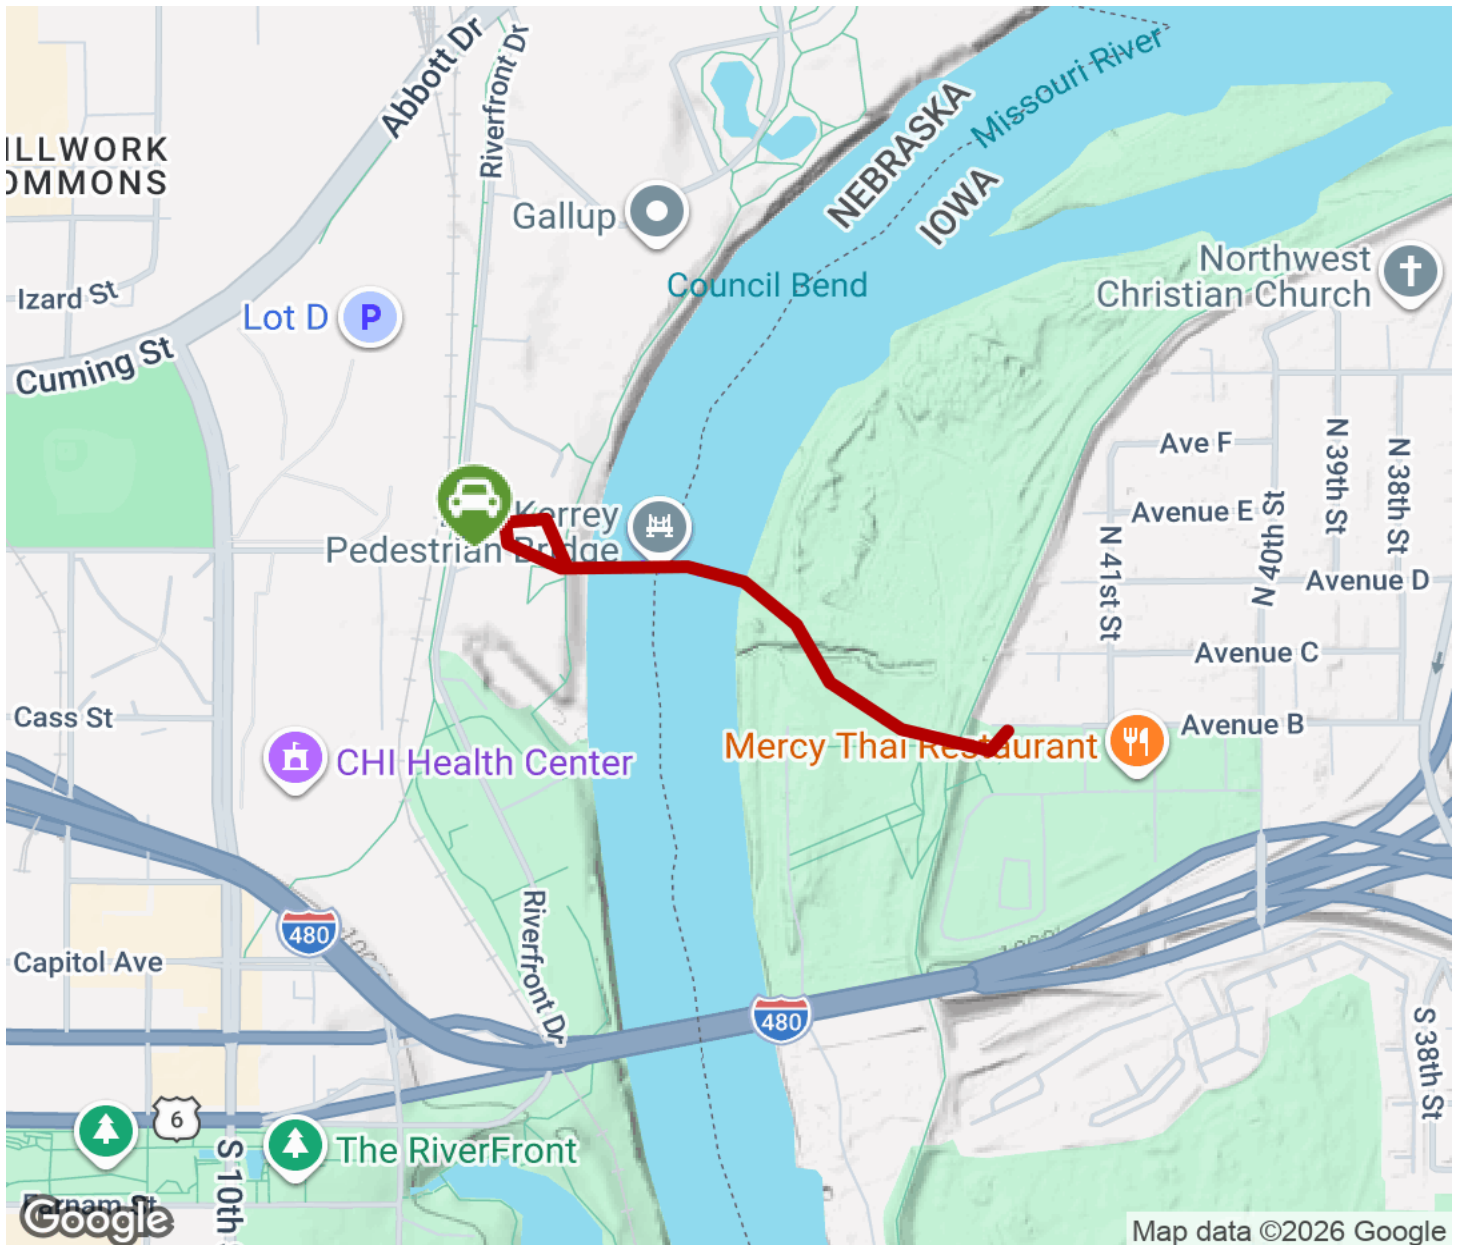 Abbott Dr
Riverfront Dr
Missouri River
NEBRASKA
IOWA
ILLWORK
OMMONS
Gallup
Council Bend
Northwest
Christian Church
Izard St
Lot D
P
Cuming St
Ave F
N 39th St
N 38th St
Avenue E
N 40th St
N 41st St
Kerrey
Pedestrian Bridge
Avenue D
Avenue C
Cass St
CHI Health Center
Mercy Thai Restaurant
Avenue B
Riverfront Dr
480
Capitol Ave
480
S 38th St
6
The RiverFront
S 10th
Farnam St
Google
Map data ©2026 Google